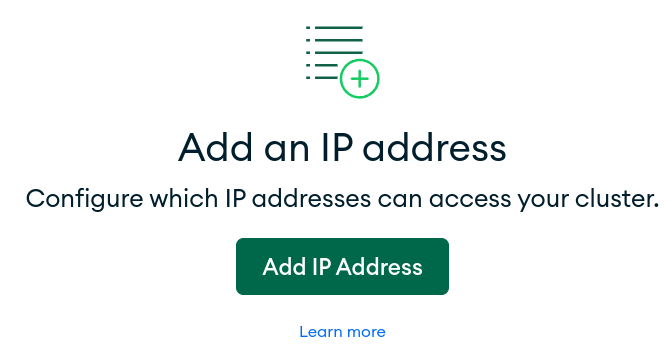 Add an IP address
Configure which IP addresses can access your cluster.
Add IP Address
Learn more